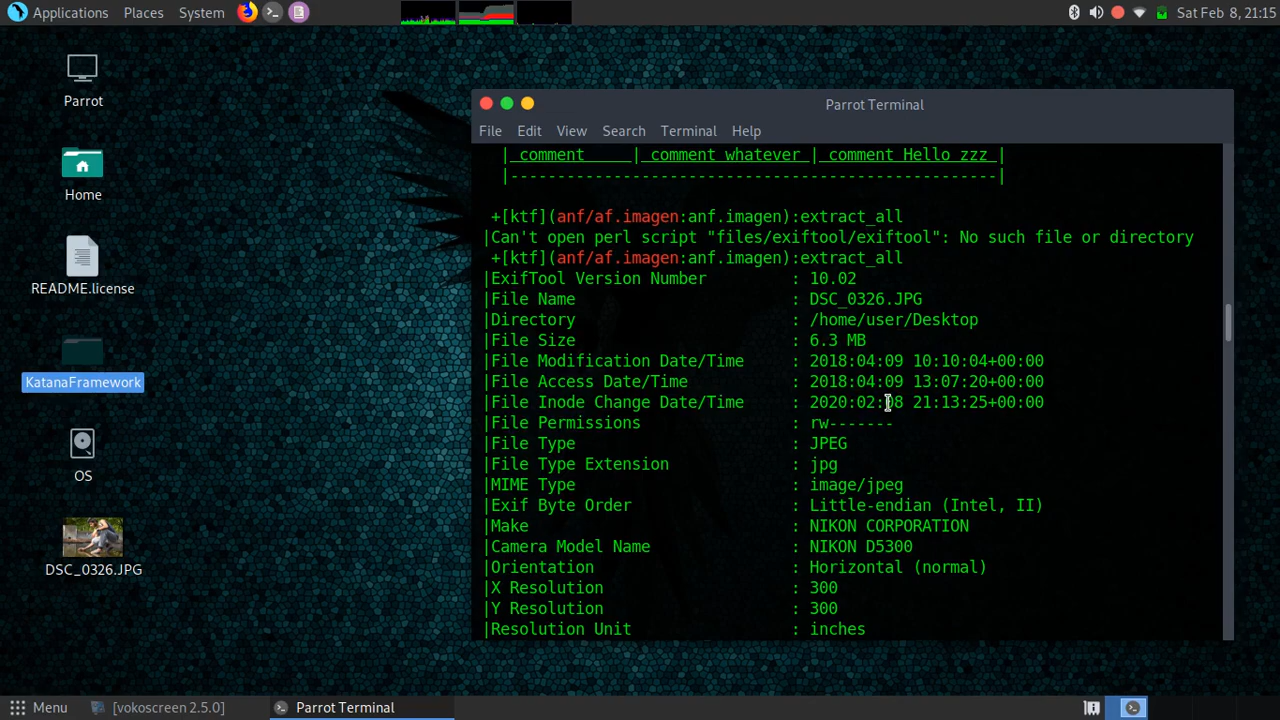 Applications Places System Sat Feb 8, 21:15
Parrot
Home
README.license
KatanaFramework
OS
DSC_0326.JPG
Parrot Terminal
File Edit View Search Terminal Help
|_comment_____|_comment_whatever_|_comment_Hello_zzz_|
|----------------------------------------------------|
+[ktf](anf/af.imagen:anf.imagen):extract_all
|Can't open perl script "files/exiftool/exiftool": No such file or directory
+[ktf](anf/af.imagen:anf.imagen):extract_all
|ExifTool Version Number : 10.02
|File Name : DSC_0326.JPG
|Directory : /home/user/Desktop
|File Size : 6.3 MB
|File Modification Date/Time : 2018:04:09 10:10:04+00:00
|File Access Date/Time : 2018:04:09 13:07:20+00:00
|File Inode Change Date/Time : 2020:02:08 21:13:25+00:00
|File Permissions : rw-------
|File Type : JPEG
|File Type Extension : jpg
|MIME Type : image/jpeg
|Exif Byte Order : Little-endian (Intel, II)
|Make : NIKON CORPORATION
|Camera Model Name : NIKON D5300
|Orientation : Horizontal (normal)
|X Resolution : 300
|Y Resolution : 300
|Resolution Unit : inches
Menu [vokoscreen 2.5.0] Parrot Terminal